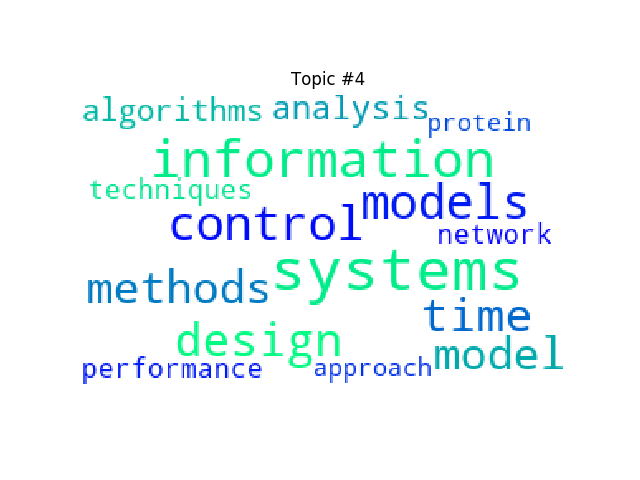 Topic #4
algorithms analysis protein
information
techniques models
control network
systems
methods time
design model
performance approach